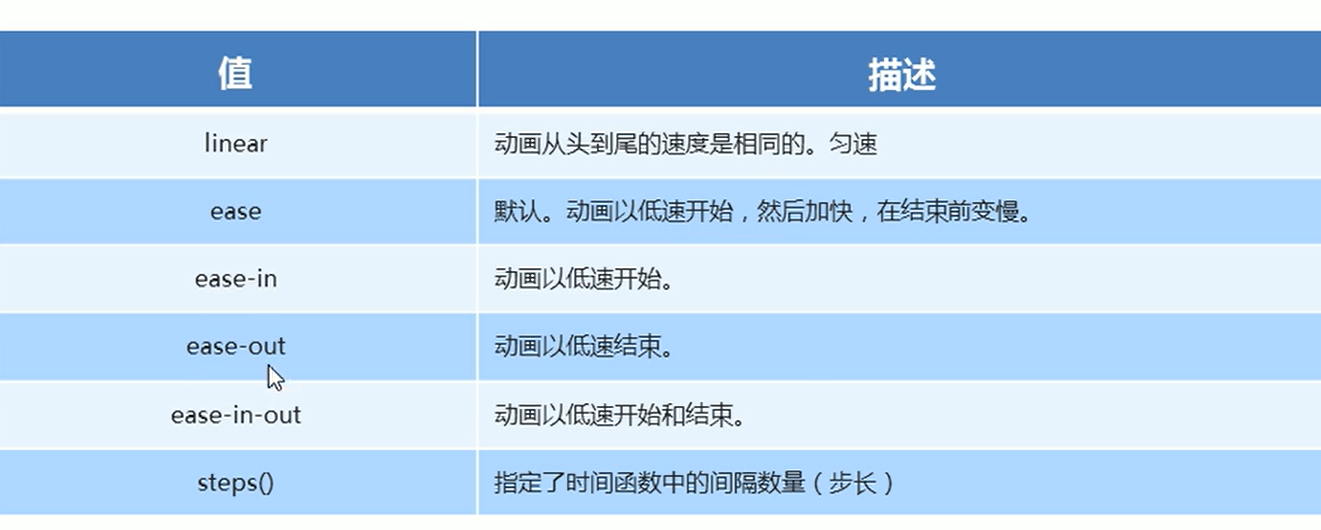 值 描述
linear 动画从头到尾的速度是相同的。匀速
ease 默认。动画以低速开始，然后加快，在结束前变慢。
ease-in 动画以低速开始。
ease-out 动画以低速结束。
ease-in-out 动画以低速开始和结束。
steps() 指定了时间函数中的间隔数量（步长）